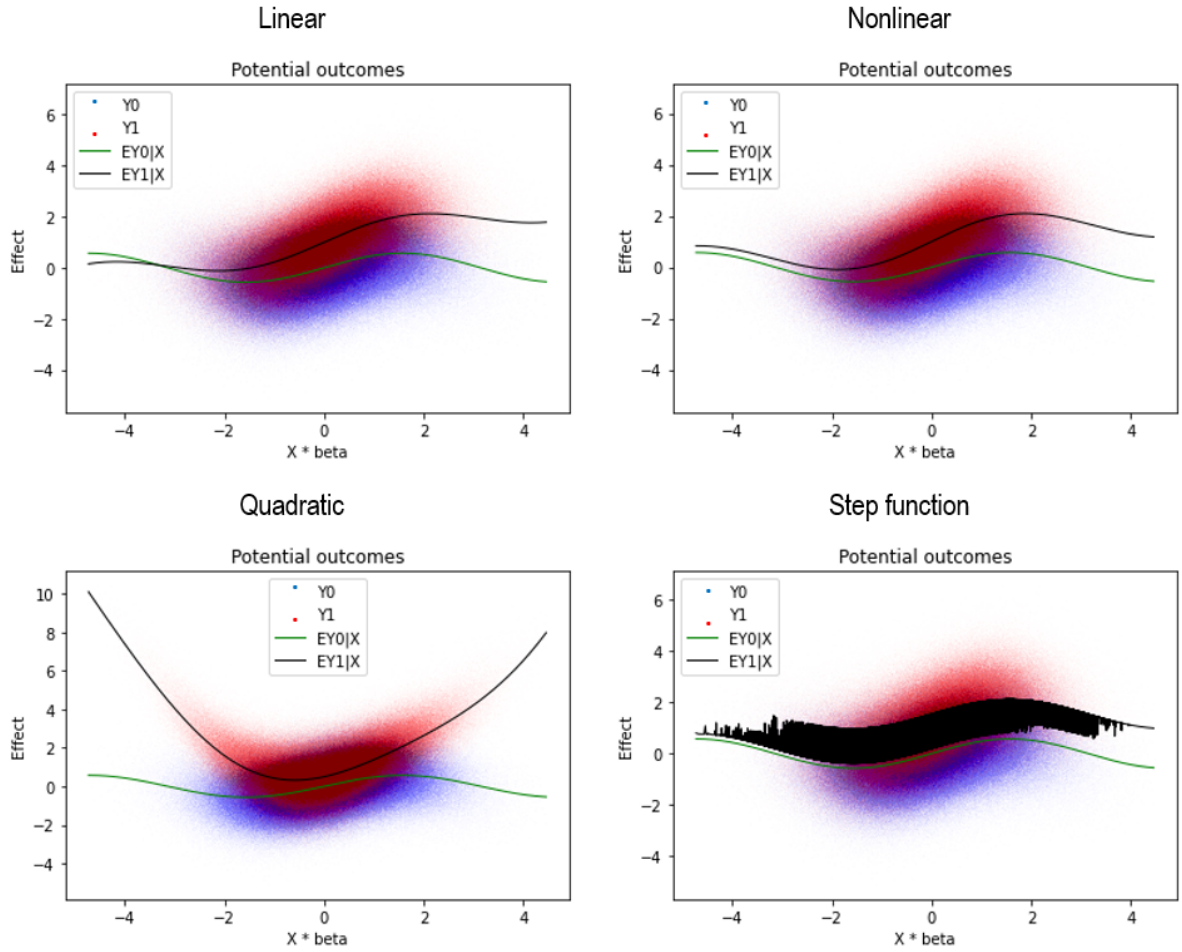 Linear
Potential outcomes
Y0
Y1
EY0|X
EY1|X
Effect
6
4
2
0
−2
−4
−4
−2
0
2
4
X * beta
Nonlinear
Potential outcomes
Y0
Y1
EY0|X
EY1|X
Effect
6
4
2
0
−2
−4
−4
−2
0
2
4
X * beta
Quadratic
Potential outcomes
Y0
Y1
EY0|X
EY1|X
Effect
10
8
6
4
2
0
−2
−4
−4
−2
0
2
4
X * beta
Step function
Potential outcomes
Y0
Y1
EY0|X
EY1|X
Effect
6
4
2
0
−2
−4
−4
−2
0
2
4
X * beta